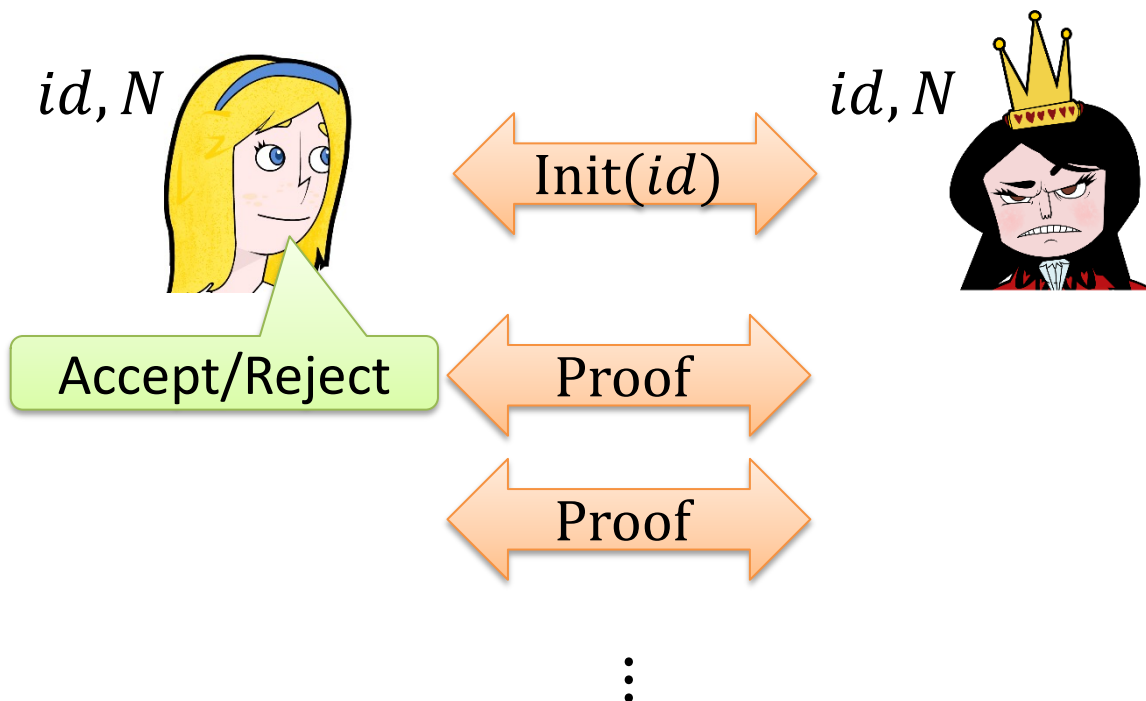 id, N
id, N
Init(id)
Accept/Reject
Proof
Proof
⋮